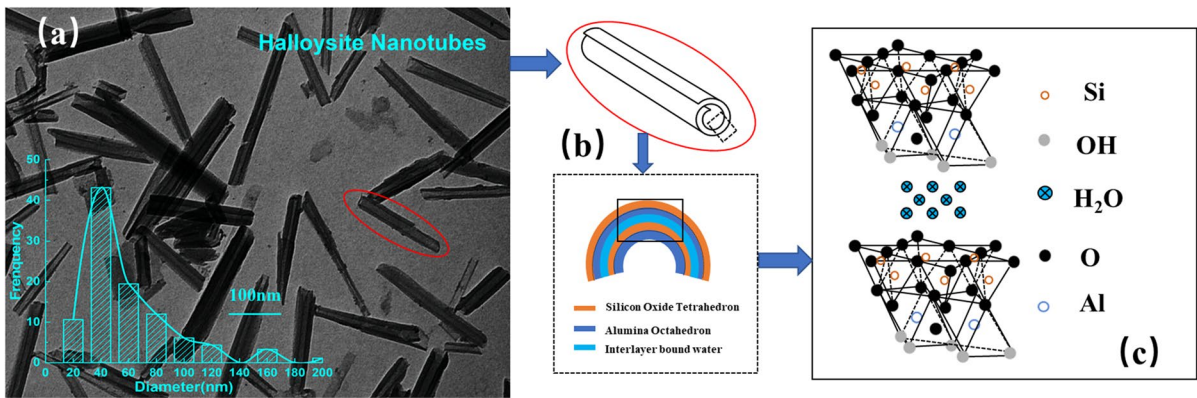 (a)
Halloysite Nanotubes
50
40
30
20
10
0
Frenquency
0 20 40 60 80 100 120 140 160 180 200
Diameter(nm)
100nm
(b)
Silicon Oxide Tetrahedron
Alumina Octahedron
Interlayer bound water
Si
OH
H₂O
O
Al
(c)